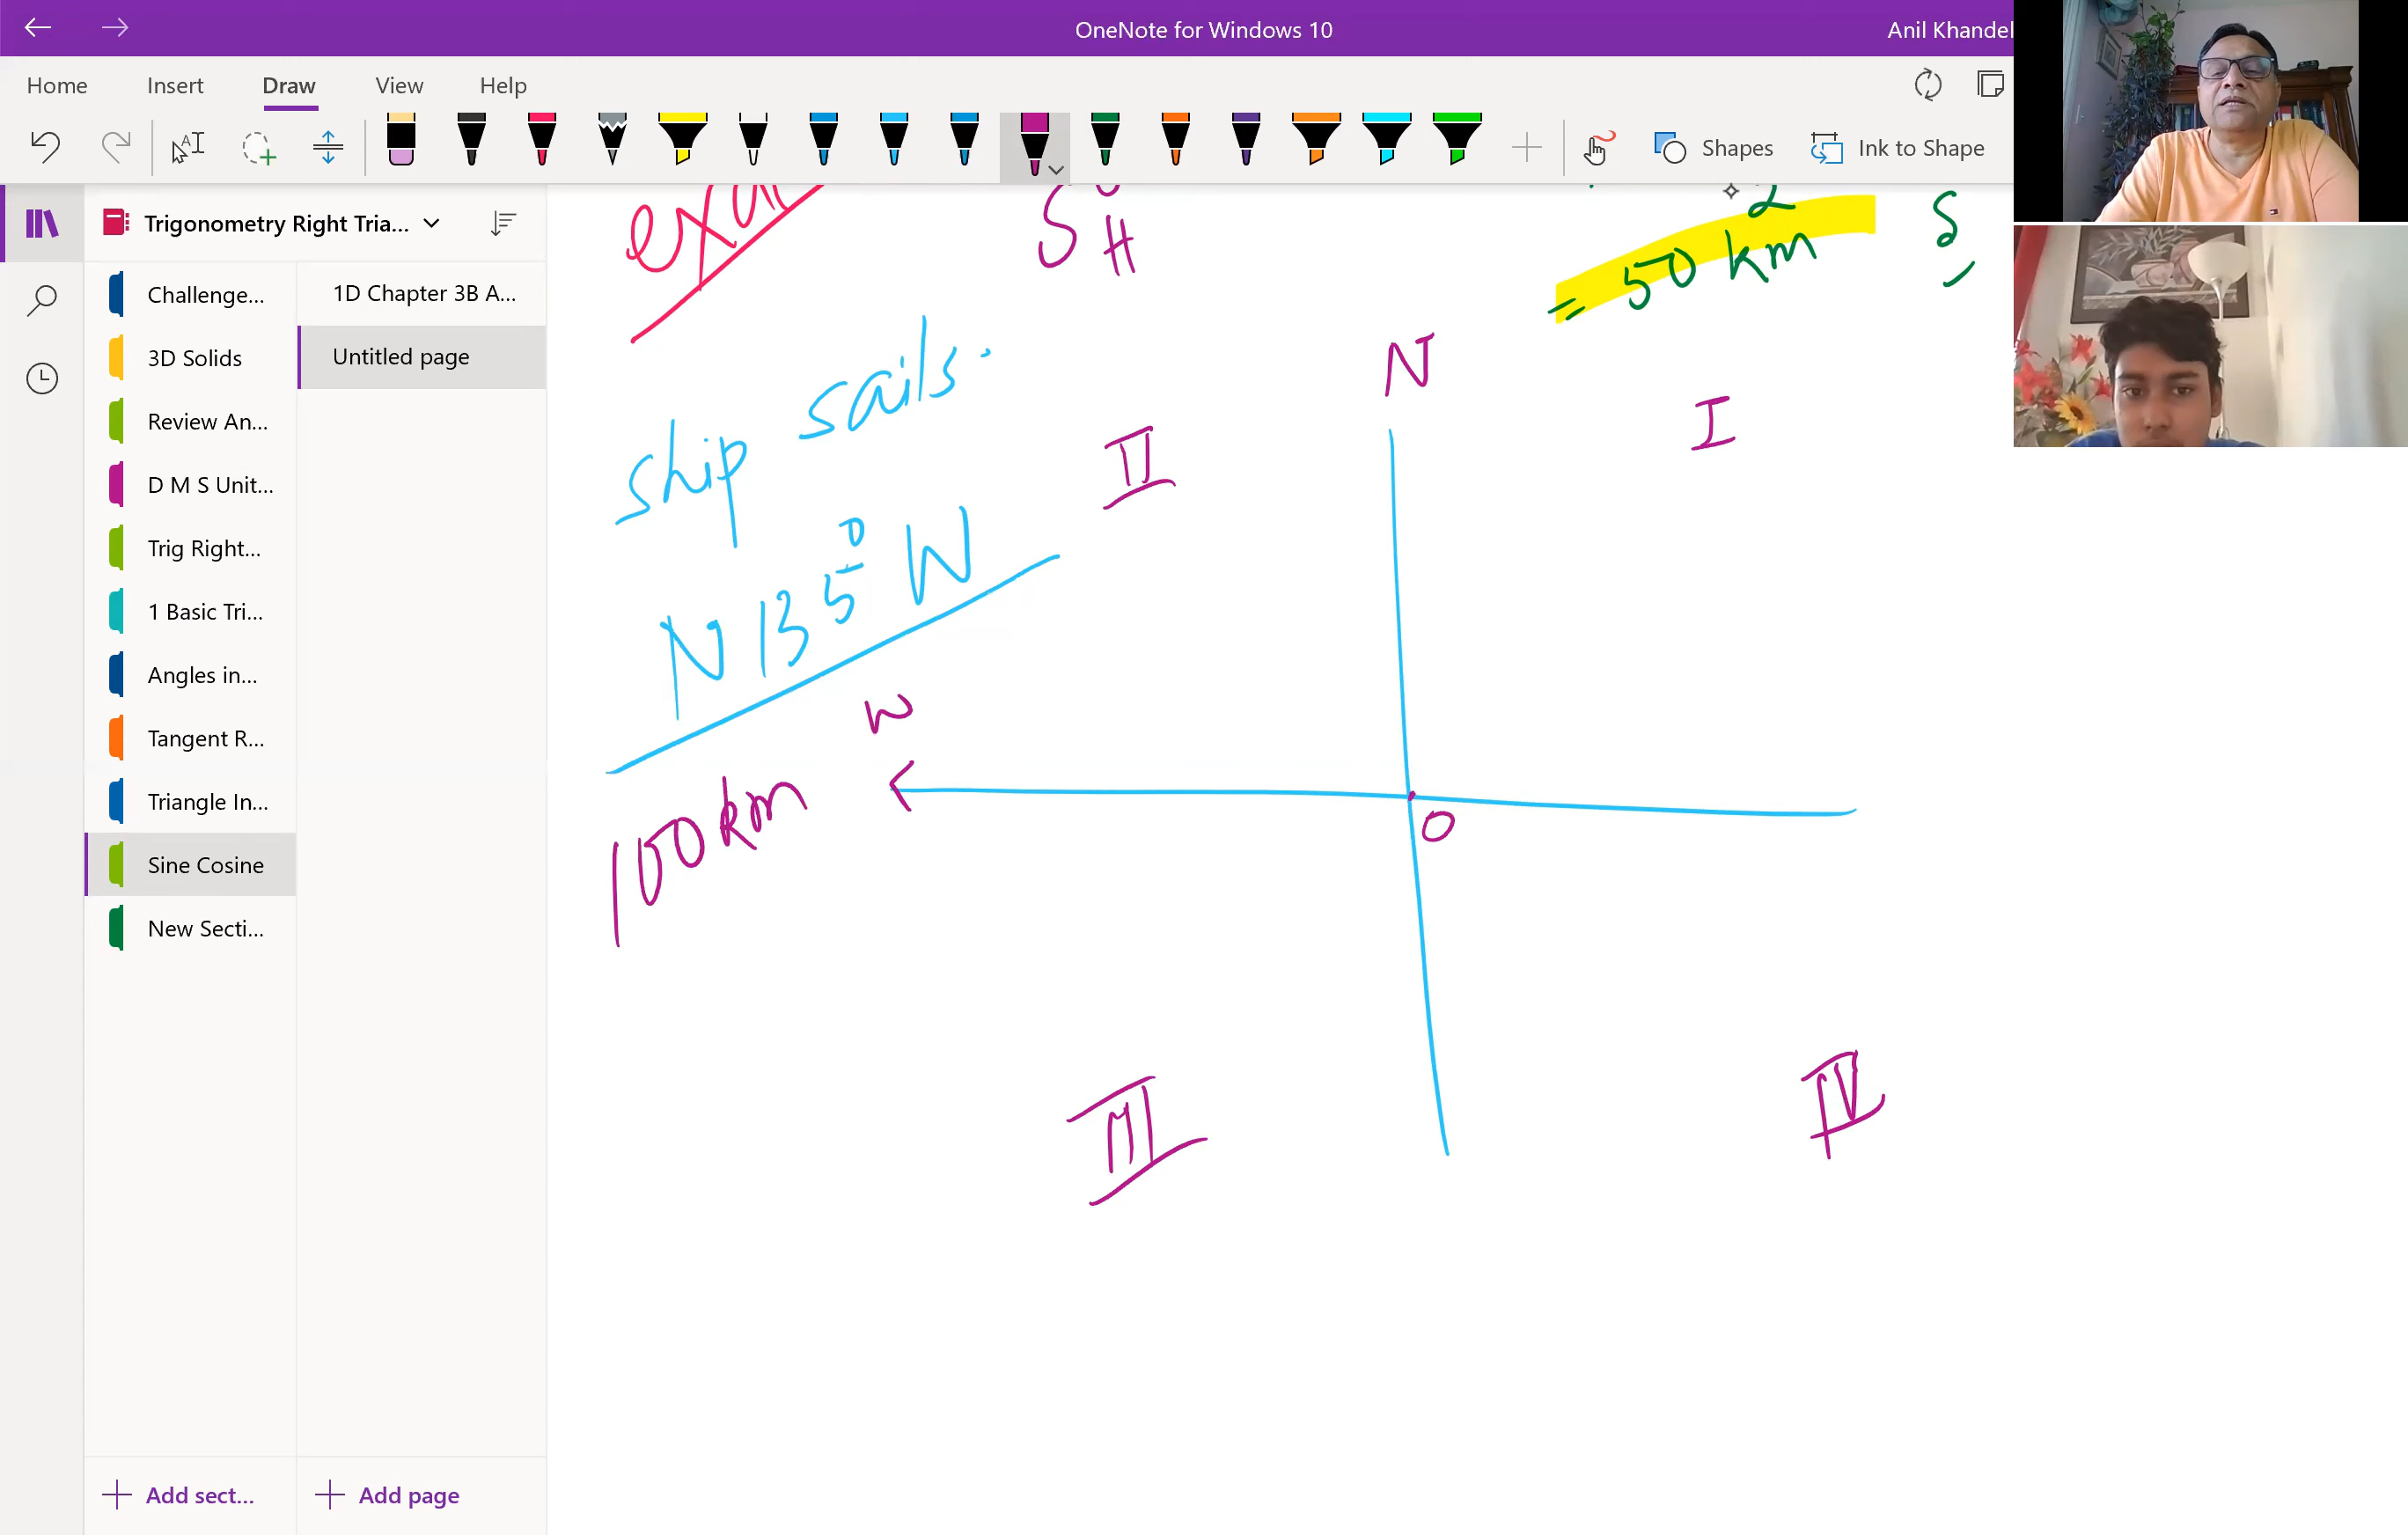 OneNote for Windows 10
Anil Khandel
Home Insert Draw View Help
Shapes
Ink to Shape
Trigonometry Right Tria...
Challenge...
3D Solids
Review An...
D M S Unit...
Trig Right...
1 Basic Tri...
Angles in...
Tangent R...
Triangle In...
Sine Cosine
New Secti...
Add sect...
1D Chapter 3B A...
Untitled page
Add page
S
H
2
= 50 km
S
ship sails.
N 135° W
100 km
N
I
II
W
O
III
IV